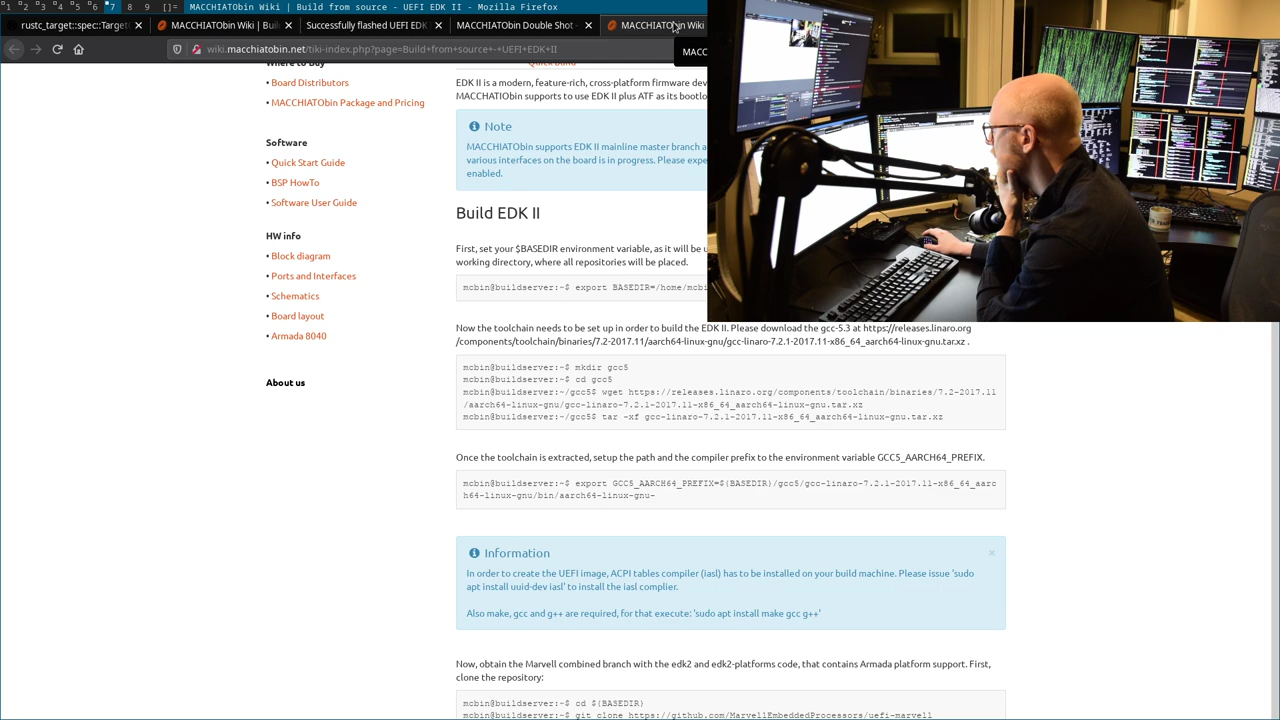 1 2 3 4 5 6 7 8 9 []= MACCHIATObin Wiki | Build from source - UEFI EDK II - Mozilla Firefox
rust_target::spec::Target × MACCHIATObin Wiki | Bui × Successfully flashed UEFI EDK × MACCHIATObin Double Shot - × MACCHIATObin Wiki
wiki.macchiatobin.net/tiki-index.php?page=Build+from+source+-+UEFI+EDK+II
MACC
Where to Buy
• Board Distributors
• MACCHIATObin Package and Pricing
Software
• Quick Start Guide
• BSP HowTo
• Software User Guide
HW info
• Block diagram
• Ports and Interfaces
• Schematics
• Board layout
• Armada 8040
About us
EDK II is a modern, feature-rich, cross-platform firmware dev
MACCHATIObin supports to use EDK II plus ATF as its bootlo
Note
MACCHATObin supports EDK II mainline master branch a
various interfaces on the board is in progress. Please expe
enabled.
Build EDK II
First, set your $BASEDIR environment variable, as it will be u
working directory, where all repositories will be placed.
mcbin@buildserver:~$ export BASEDIR=/home/mcbi
Now the toolchain needs to be set up in order to build the EDK II. Please download the gcc-5.3 at https://releases.linaro.org
/components/toolchain/binaries/7.2-2017.11/aarch64-linux-gnu/gcc-linaro-7.2.1-2017.11-x86_64_aarch64-linux-gnu.tar.xz .
mcbin@buildserver:~$ mkdir gcc5
mcbin@buildserver:~$ cd gcc5
mcbin@buildserver:~/gcc5$ wget https://releases.linaro.org/components/toolchain/binaries/7.2-2017.11
/aarch64-linux-gnu/gcc-linaro-7.2.1-2017.11-x86_64_aarch64-linux-gnu.tar.xz
mcbin@buildserver:~/gcc5$ tar -xf gcc-linaro-7.2.1-2017.11-x86_64_aarch64-linux-gnu.tar.xz
Once the toolchain is extracted, setup the path and the compiler prefix to the environment variable GCC5_AARCH64_PREFIX.
mcbin@buildserver:~$ export GCC5_AARCH64_PREFIX=${BASEDIR}/gcc5/gcc-linaro-7.2.1-2017.11-x86_64_aarc
h64-linux-gnu/bin/aarch64-linux-gnu-
Information ×
In order to create the UEFI image, ACPI tables compiler (iasl) has to be installed on your build machine. Please issue 'sudo
apt install uuid-dev iasl' to install the iasl complier.
Also make, gcc and g++ are required, for that execute: 'sudo apt install make gcc g++'
Now, obtain the Marvell combined branch with the edk2 and edk2-platforms code, that contains Armada platform support. First,
clone the repository:
mcbin@buildserver:~$ cd ${BASEDIR}
mcbin@buildserver:~$ git clone https://github.com/MarvellEmbeddedProcessors/uefi-marvell